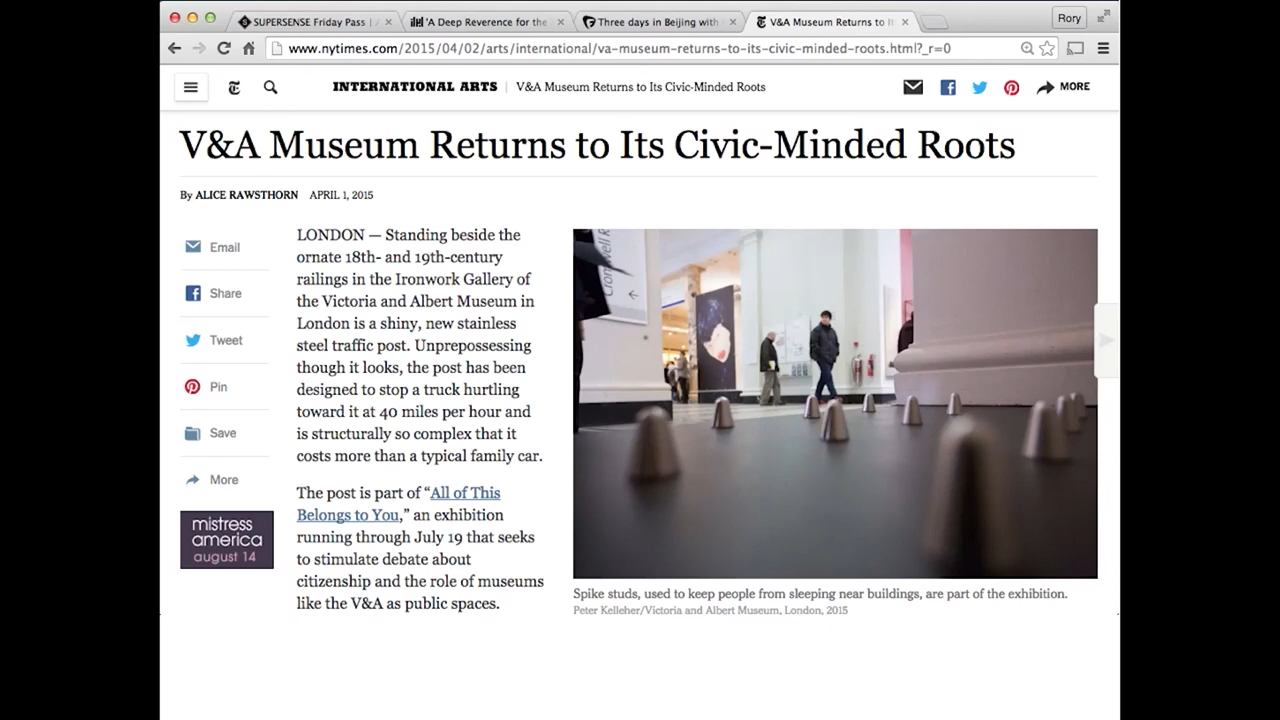 SUPERSENSE Friday Pass | A
'A Deep Reverence for the
Three days in Beijing with
V&A Museum Returns to It
Rory
www.nytimes.com/2015/04/02/arts/international/va-museum-returns-to-its-civic-minded-roots.html?_r=0
INTERNATIONAL ARTS | V&A Museum Returns to Its Civic-Minded Roots
MORE
V&A Museum Returns to Its Civic-Minded Roots
By ALICE RAWSTHORN APRIL 1, 2015
Email
Share
Tweet
Pin
Save
More
mistress
america
august 14
LONDON — Standing beside the
ornate 18th- and 19th-century
railings in the Ironwork Gallery of
the Victoria and Albert Museum in
London is a shiny, new stainless
steel traffic post. Unprepossessing
though it looks, the post has been
designed to stop a truck hurtling
toward it at 40 miles per hour and
is structurally so complex that it
costs more than a typical family car.
The post is part of “All of This
Belongs to You,” an exhibition
running through July 19 that seeks
to stimulate debate about
citizenship and the role of museums
like the V&A as public spaces.
Cromwell R
Spike studs, used to keep people from sleeping near buildings, are part of the exhibition.
Peter Kelleher/Victoria and Albert Museum, London, 2015